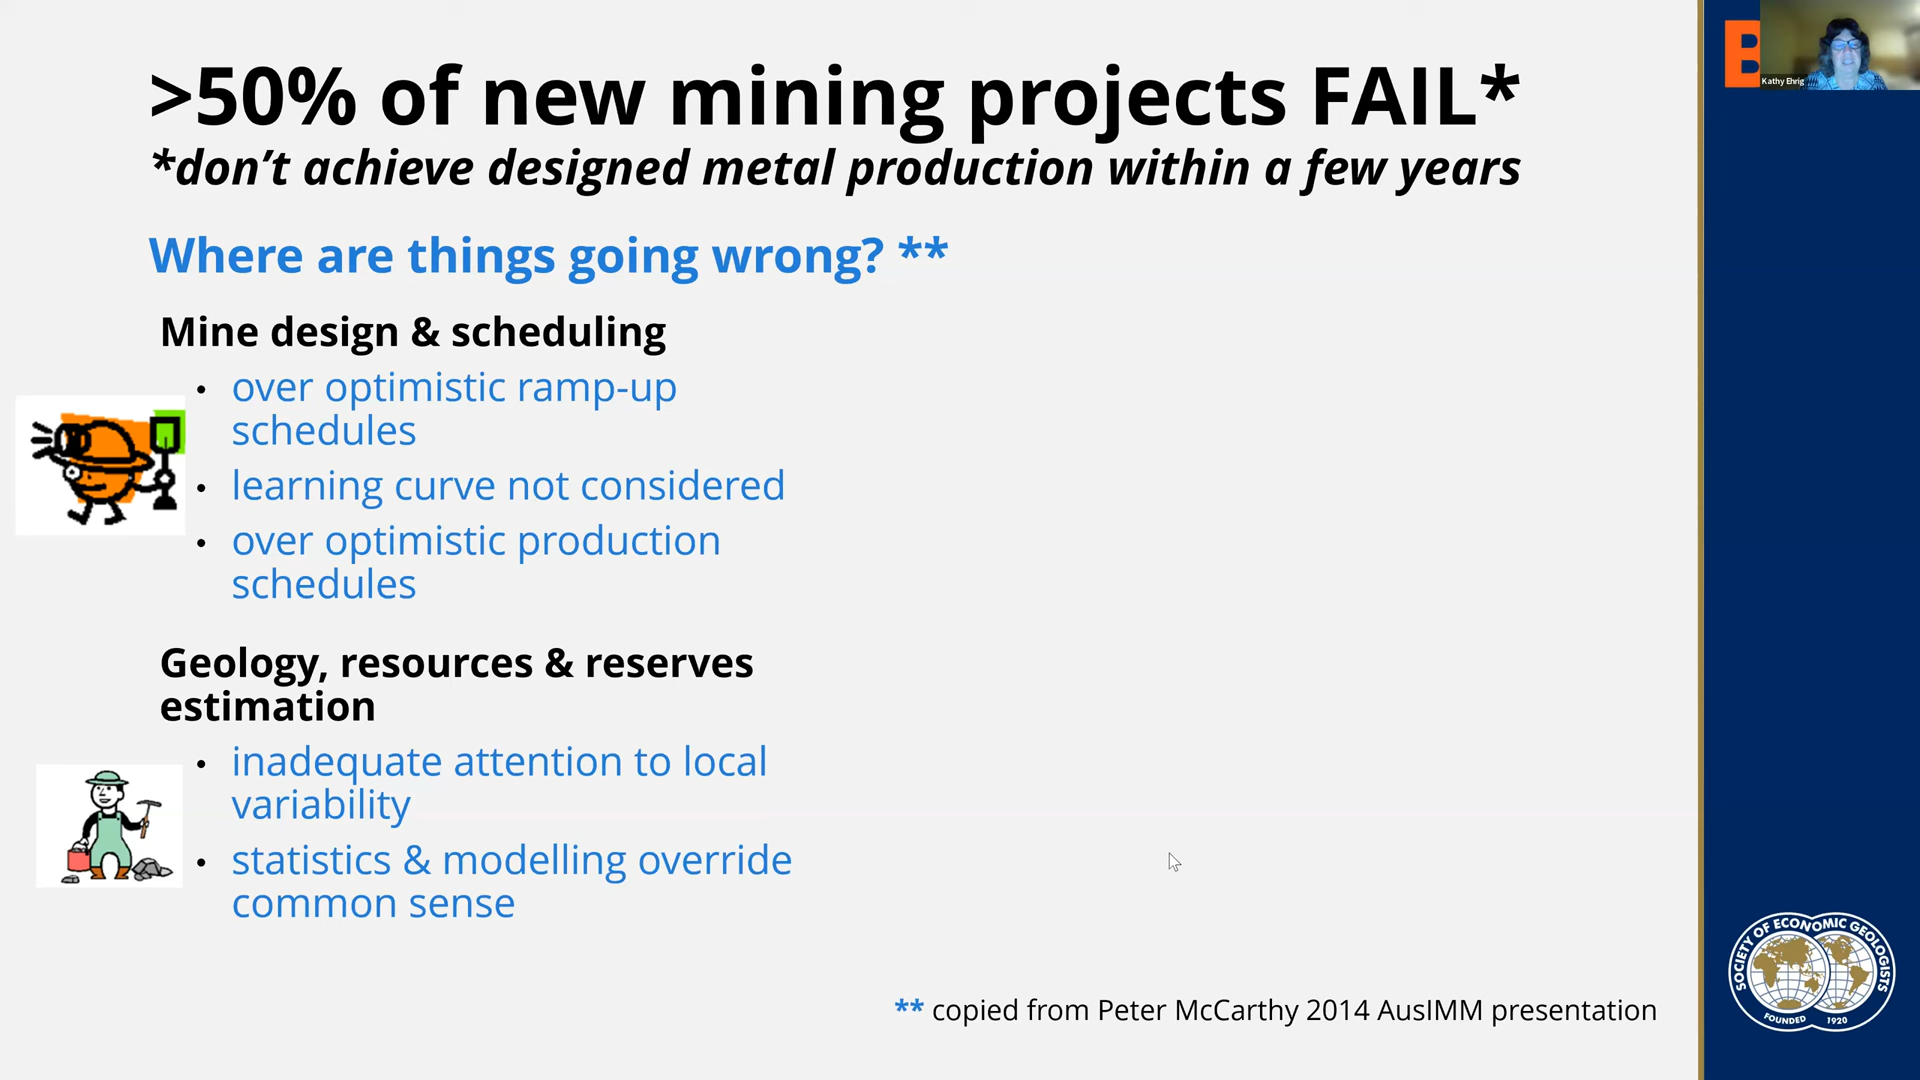 >50% of new mining projects FAIL*
*don’t achieve designed metal production within a few years
Where are things going wrong? **
Mine design & scheduling
• over optimistic ramp-up
schedules
• learning curve not considered
• over optimistic production
schedules
Geology, resources & reserves
estimation
• inadequate attention to local
variability
• statistics & modelling override
common sense
** copied from Peter McCarthy 2014 AusIMM presentation
B
Kathy Ehrig
SOCIETY OF ECONOMIC GEOLOGISTS
FOUNDED 1920